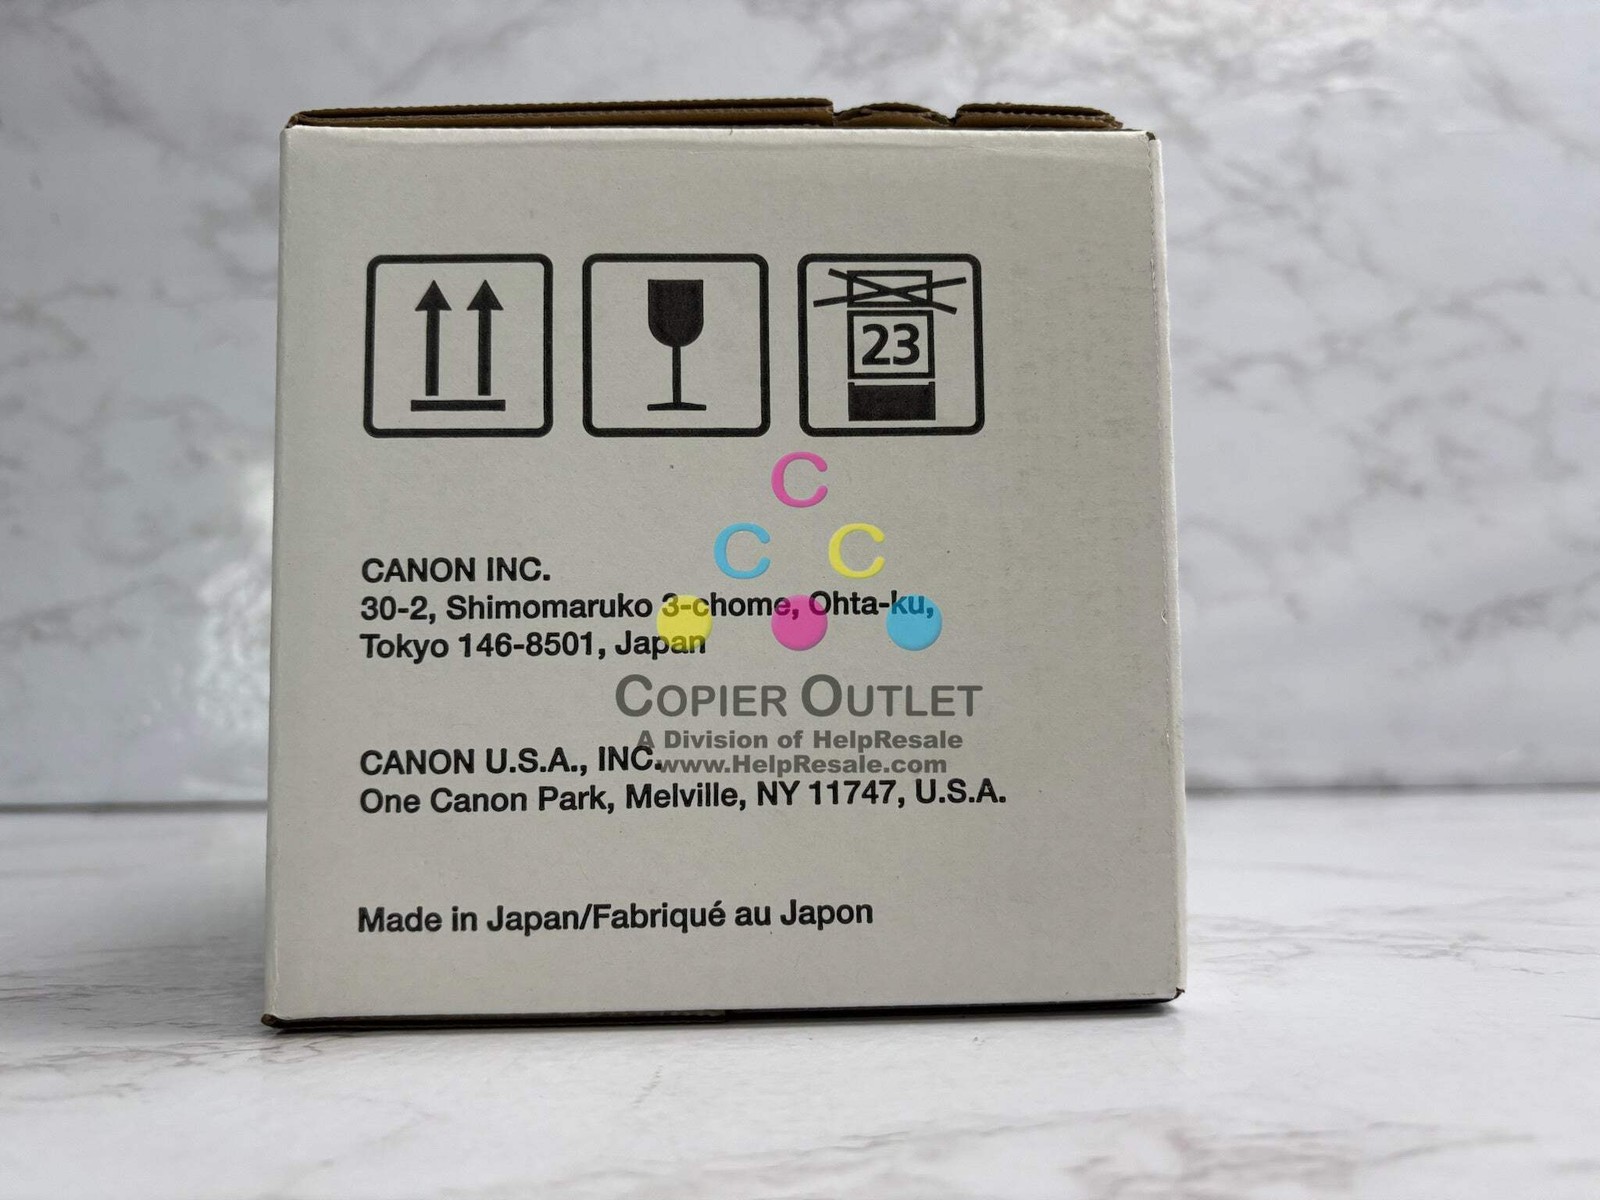 23
C
C C
CANON INC.
30-2, Shimomaruko 3-chome, Ohta-ku,
Tokyo 146-8501, Japan
COPIER OUTLET
A Division of HelpResale
www.HelpResale.com
CANON U.S.A., INC.
One Canon Park, Melville, NY 11747, U.S.A.
Made in Japan/Fabriqué au Japon